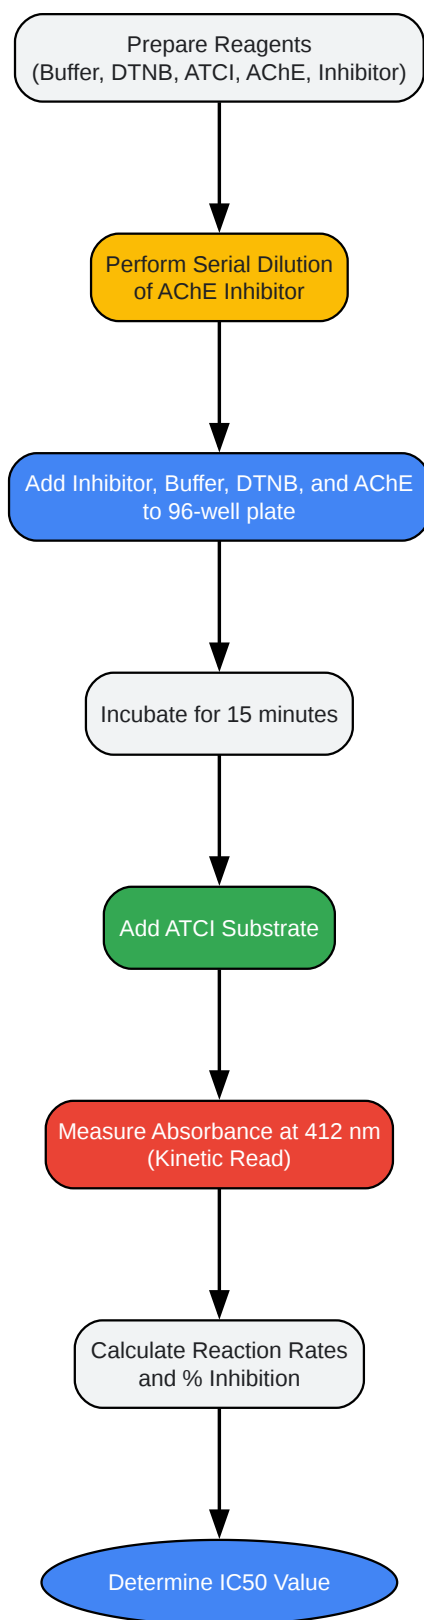 Prepare Reagents
(Buffer, DTNB, ATCI, AChE, Inhibitor)
Perform Serial Dilution
of AChE Inhibitor
Add Inhibitor, Buffer, DTNB, and AChE
to 96-well plate
Incubate for 15 minutes
Add ATCI Substrate
Measure Absorbance at 412 nm
(Kinetic Read)
Calculate Reaction Rates
and % Inhibition
Determine IC50 Value